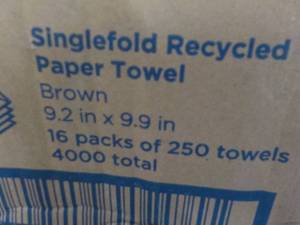 Singlefold Recycled
Paper Towel
Brown
9.2 in x 9.9 in
16 packs of 250 towels
4000 total